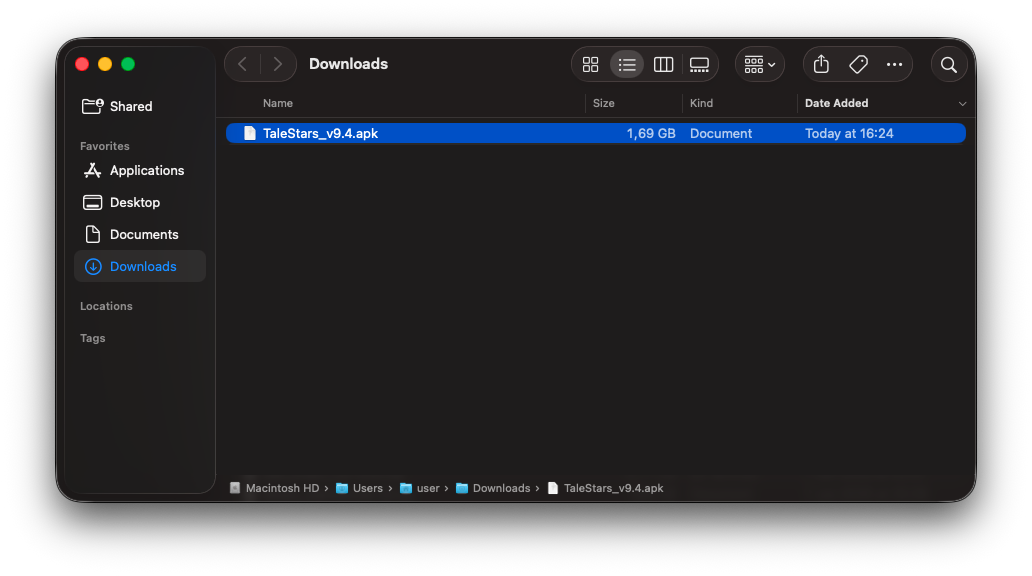 Downloads
Shared
Favorites
Applications
Desktop
Documents
Downloads
Locations
Tags
Name Size Kind Date Added
TaleStars_v9.4.apk 1,69 GB Document Today at 16:24
Macintosh HD › Users › user › Downloads › TaleStars_v9.4.apk